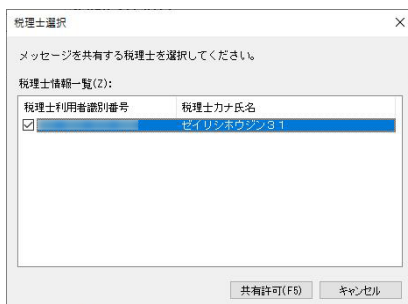 税理士選択
メッセージを共有する税理士を選択してください。
税理士情報一覧(Z):
税理士利用者識別番号 税理士カナ氏名
ゼイリシホウジン31
共有許可(F5) キャンセル